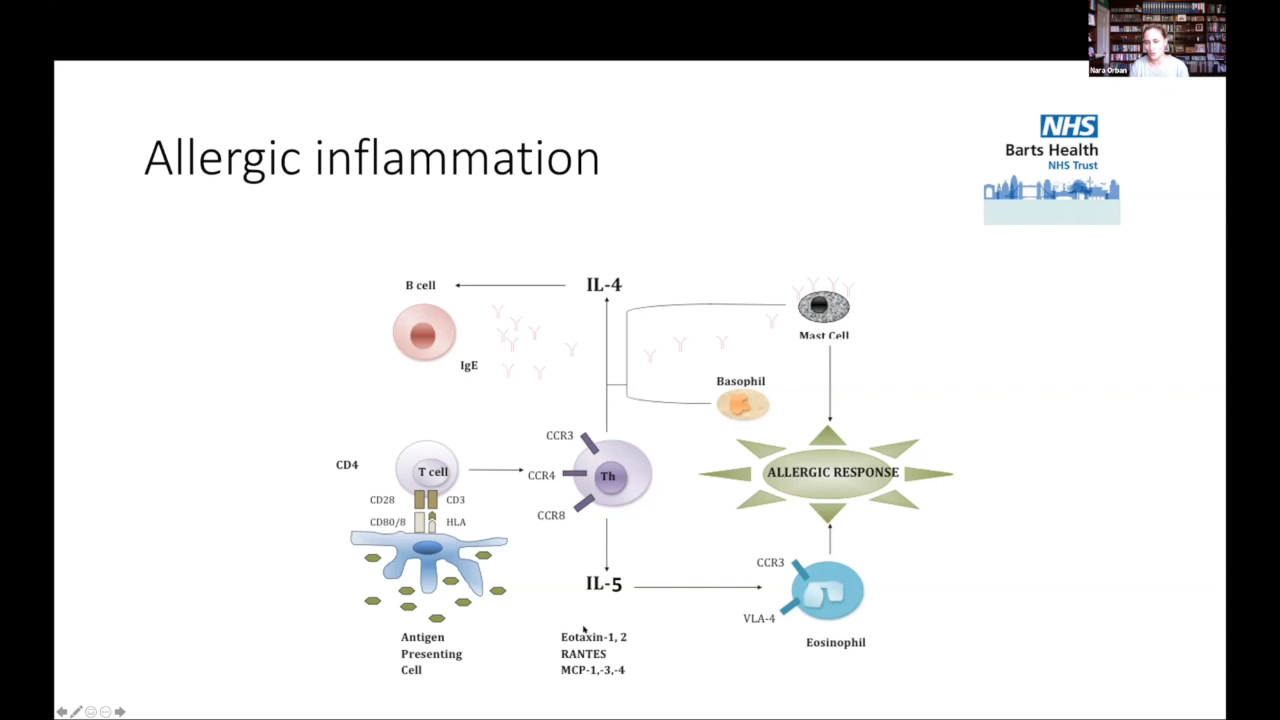 Nara Orban
Allergic inflammation
NHS
Barts Health
NHS Trust
B cell
IL-4
Mast Cell
IgE
Basophil
CCR3
CD4
T cell
CCR4
Th
ALLERGIC RESPONSE
CD28
CD3
CCR8
CD80/8
HLA
CCR3
IL-5
VLA-4
Eosinophil
Antigen
Presenting
Cell
Eotaxin-1, 2
RANTES
MCP-1,-3,-4